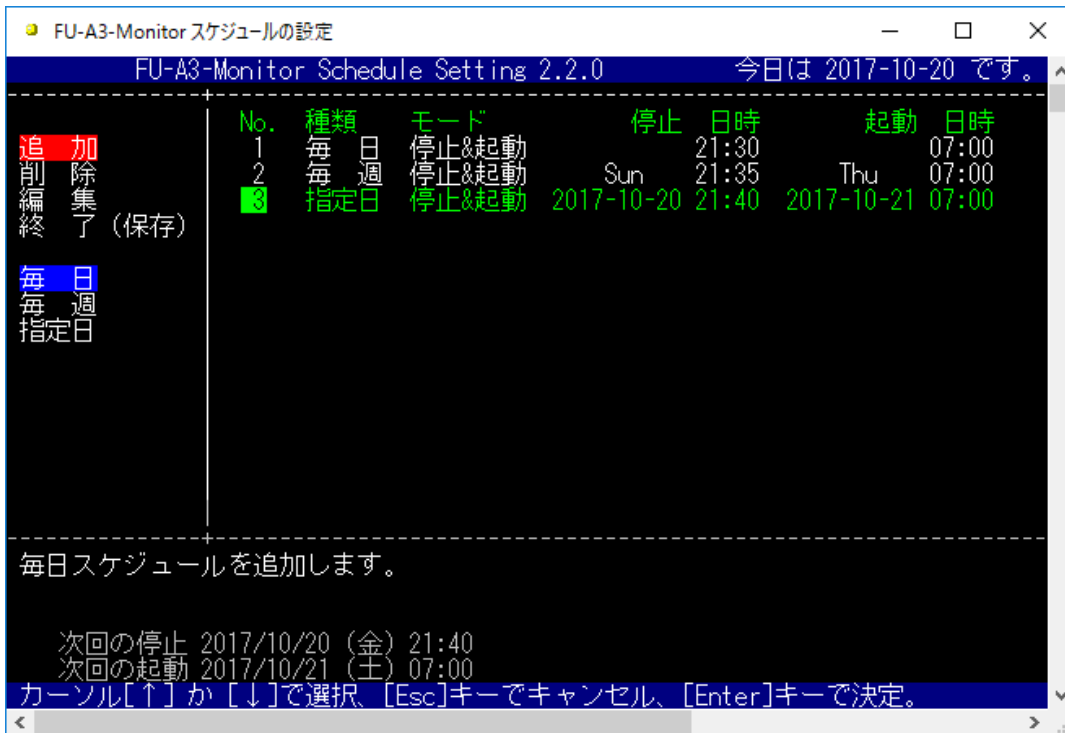 FU-A3-Monitor スケジュールの設定
FU-A3-Monitor Schedule Setting 2.2.0 今日は 2017-10-20 です。
No. 種類 モード 停止 日時 起動 日時
追 加 1 毎 日 停止&起動 21:30 07:00
削 除 2 毎 週 停止&起動 Sun 21:35 Thu 07:00
編 集 3 指定日 停止&起動 2017-10-20 21:40 2017-10-21 07:00
終 了 (保存)
毎 日
毎 週
指定日
毎日スケジュールを追加します。
次回の停止 2017/10/20 (金) 21:40
次回の起動 2017/10/21 (土) 07:00
カーソル[↑] か [↓]で選択、[Esc]キーでキャンセル、[Enter]キーで決定。